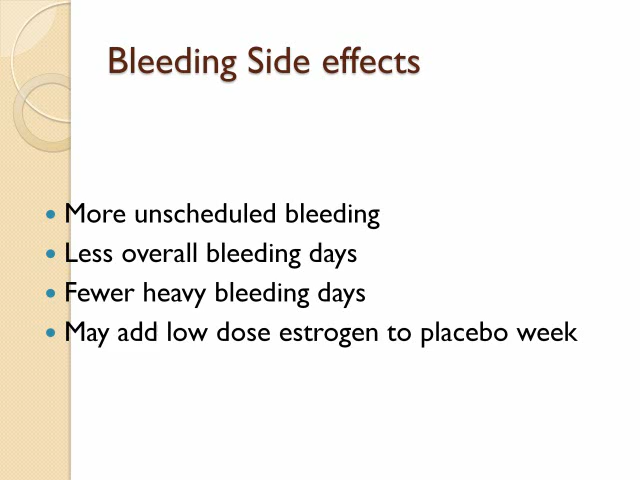 Bleeding Side effects
• More unscheduled bleeding
• Less overall bleeding days
• Fewer heavy bleeding days
• May add low dose estrogen to placebo week